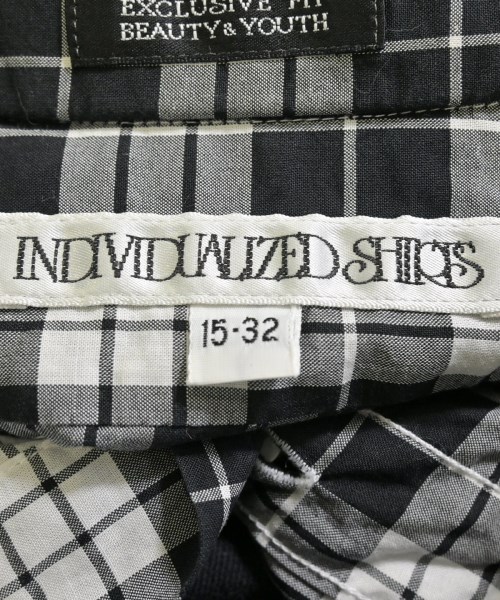 EXCLUSIVE FIT
BEAUTY & YOUTH
INDIVIDUALIZED SHIRTS
15-32